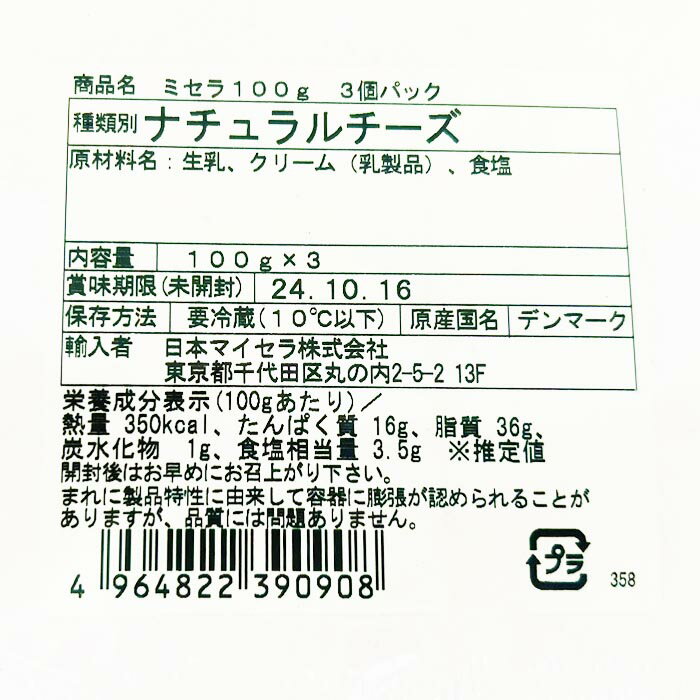 商品名 ミセラ100g 3個パック
種類別 ナチュラルチーズ
原材料名：生乳、クリーム（乳製品）、食塩
内容量 100g×3
賞味期限(未開封) 24.10.16
保存方法 要冷蔵(10℃以下) 原産国名 デンマーク
輸入者 日本マイセラ株式会社
東京都千代田区丸の内2-5-2 13F
栄養成分表示(100gあたり)／
熱量 350kcal、たんぱく質 16g、脂質 36g、
炭水化物 1g、食塩相当量 3.5g ※推定値
開封後はお早めにお召上がり下さい。
まれに製品特性に由来して容器に膨張が認められることが
ありますが、品質には問題ありません。
4 964822 390908
プラ
358